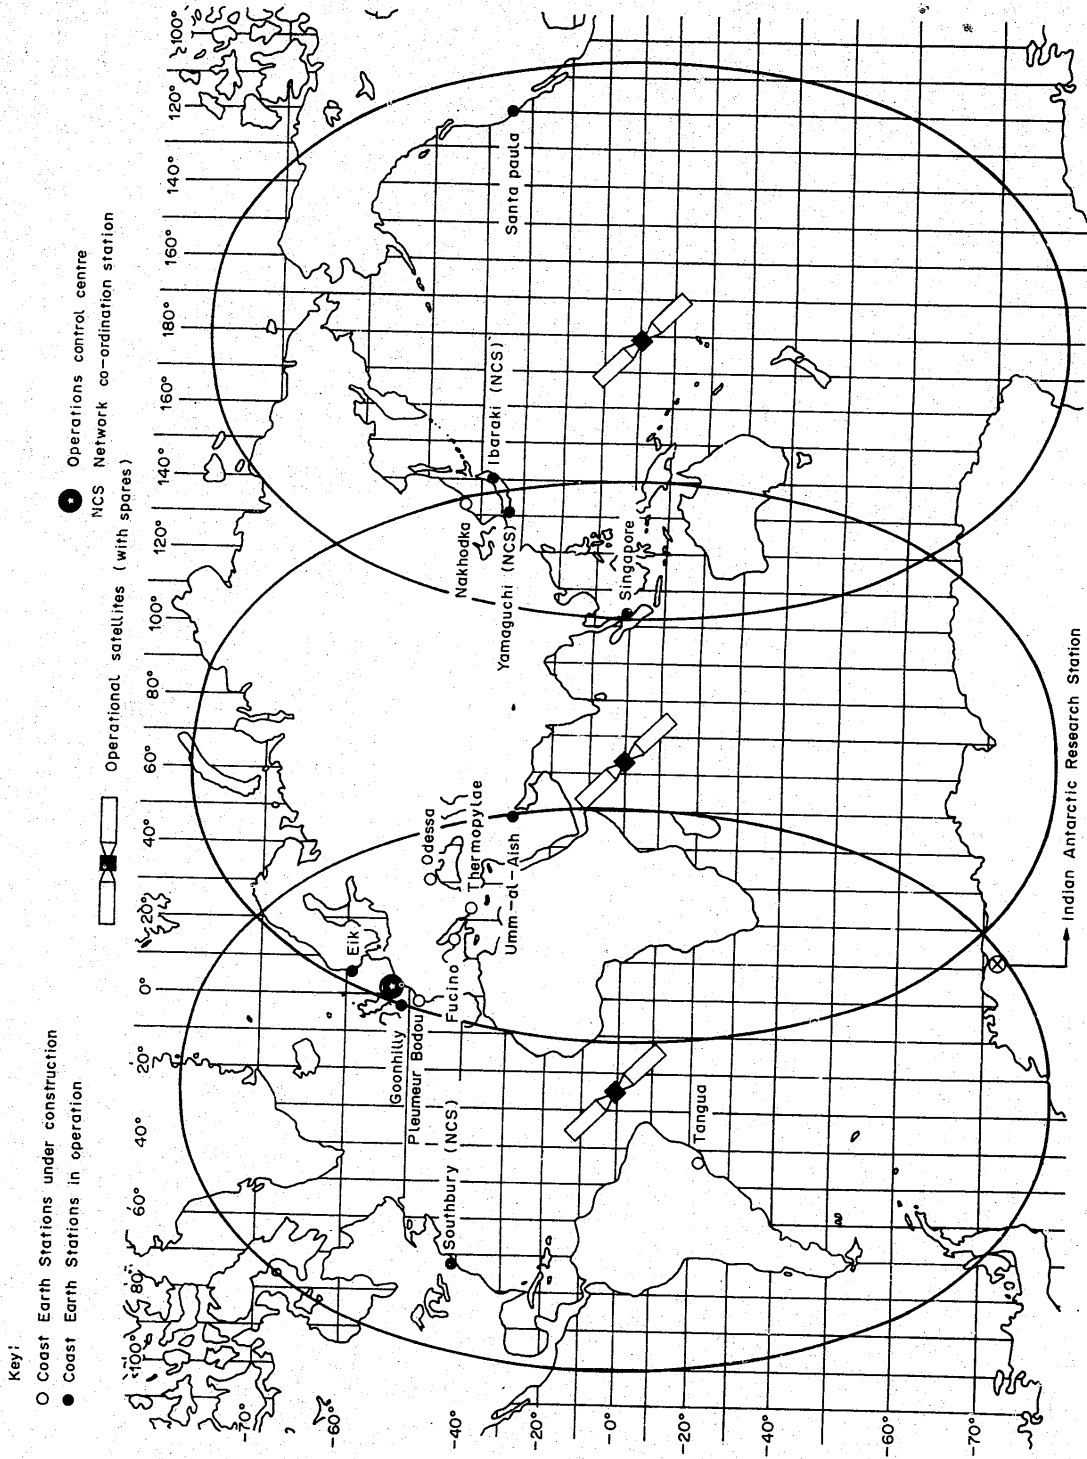 Key:
Coast Earth Stations under construction
Coast Earth Stations in operation
Operational satellites (with spares)
Operations control centre
NCS Network co-ordination station
100° 80° 60° 40° 20° 0° 20° 40° 60° 80° 100° 120° 140° 160° 180° 160° 140° 120° 100°
-70°
-60°
-40°
-20°
-0°
-20°
-40°
-60°
-70°
Eik
Goonhilly
Pleumeur Bodou
Fucino
Southbury (NCS)
Odessa
Thermopylae
Umm-al-Aish
Tangua
Nakhodka
Yamaguchi (NCS)
Ibaraki (NCS)
Singapore
Santa paula
Indian Antarctic Research Station